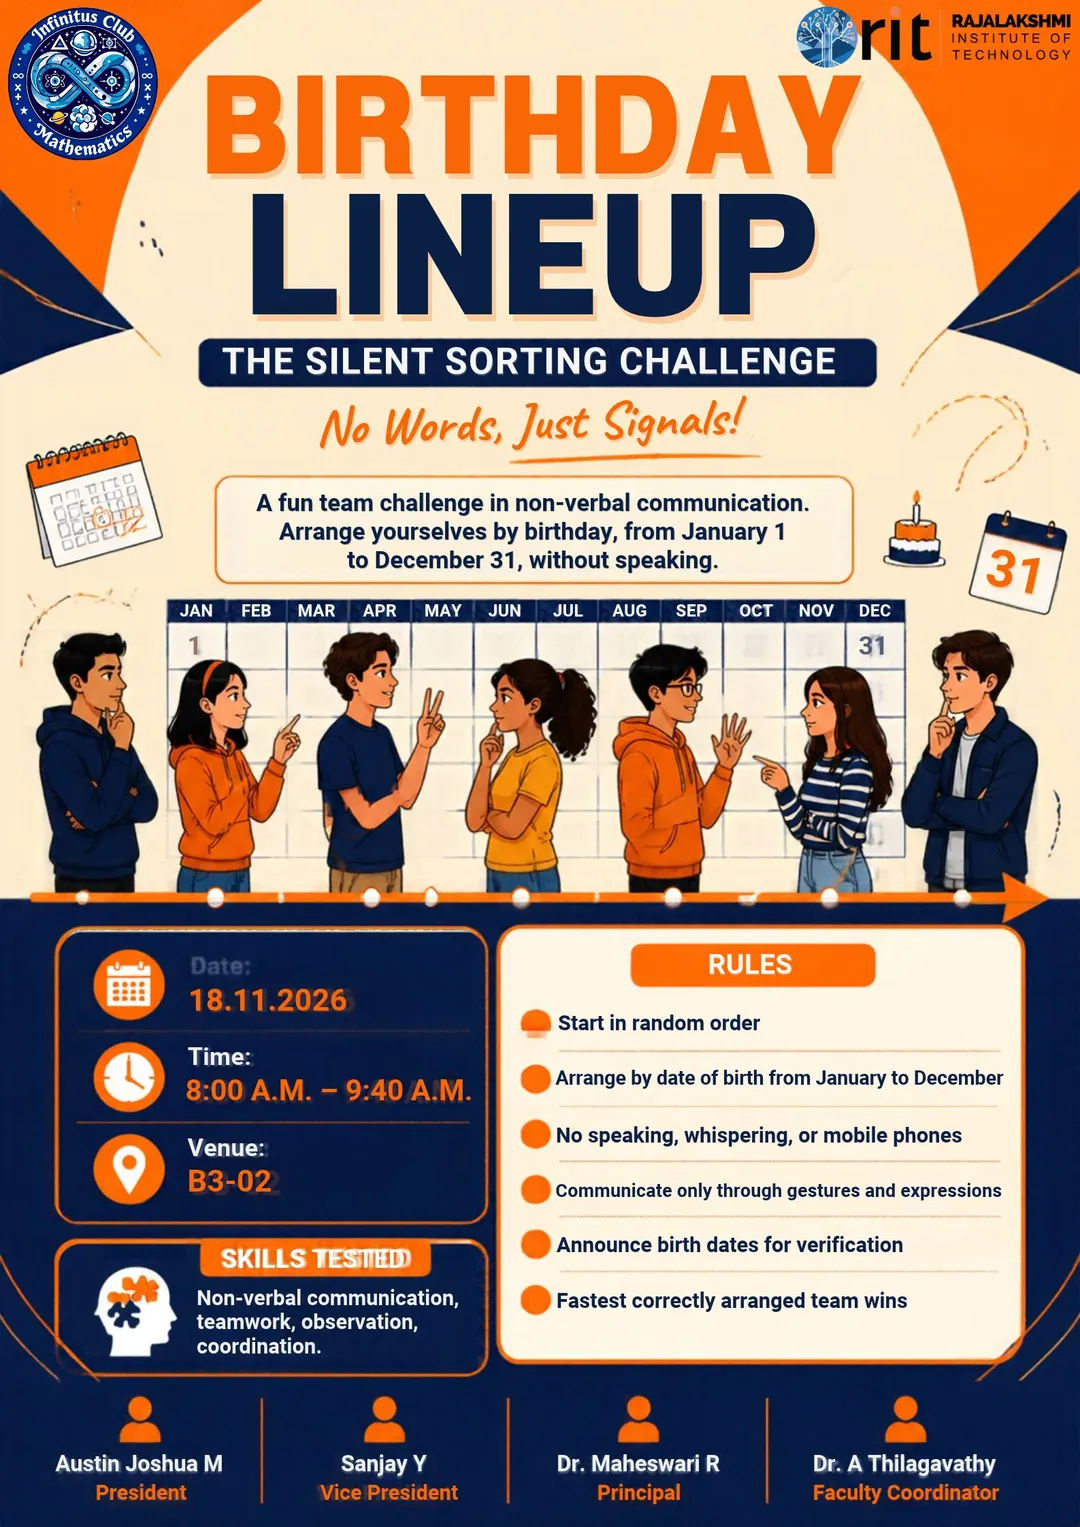 Infinitus Club
Mathematics
rit
RAJALAKSHMI
INSTITUTE OF
TECHNOLOGY
BIRTHDAY
LINEUP
THE SILENT SORTING CHALLENGE
No Words, Just Signals!
A fun team challenge in non-verbal communication.
Arrange yourselves by birthday, from January 1
to December 31, without speaking.
31
JAN FEB MAR APR MAY JUN JUL AUG SEP OCT NOV DEC
1 31
Date:
18.11.2026
Time:
8:00 A.M. – 9:40 A.M.
Venue:
B3-02
SKILLS TESTED
Non-verbal communication,
teamwork, observation,
coordination.
RULES
Start in random order
Arrange by date of birth from January to December
No speaking, whispering, or mobile phones
Communicate only through gestures and expressions
Announce birth dates for verification
Fastest correctly arranged team wins
Austin Joshua M
President
Sanjay Y
Vice President
Dr. Maheswari R
Principal
Dr. A Thilagavathy
Faculty Coordinator